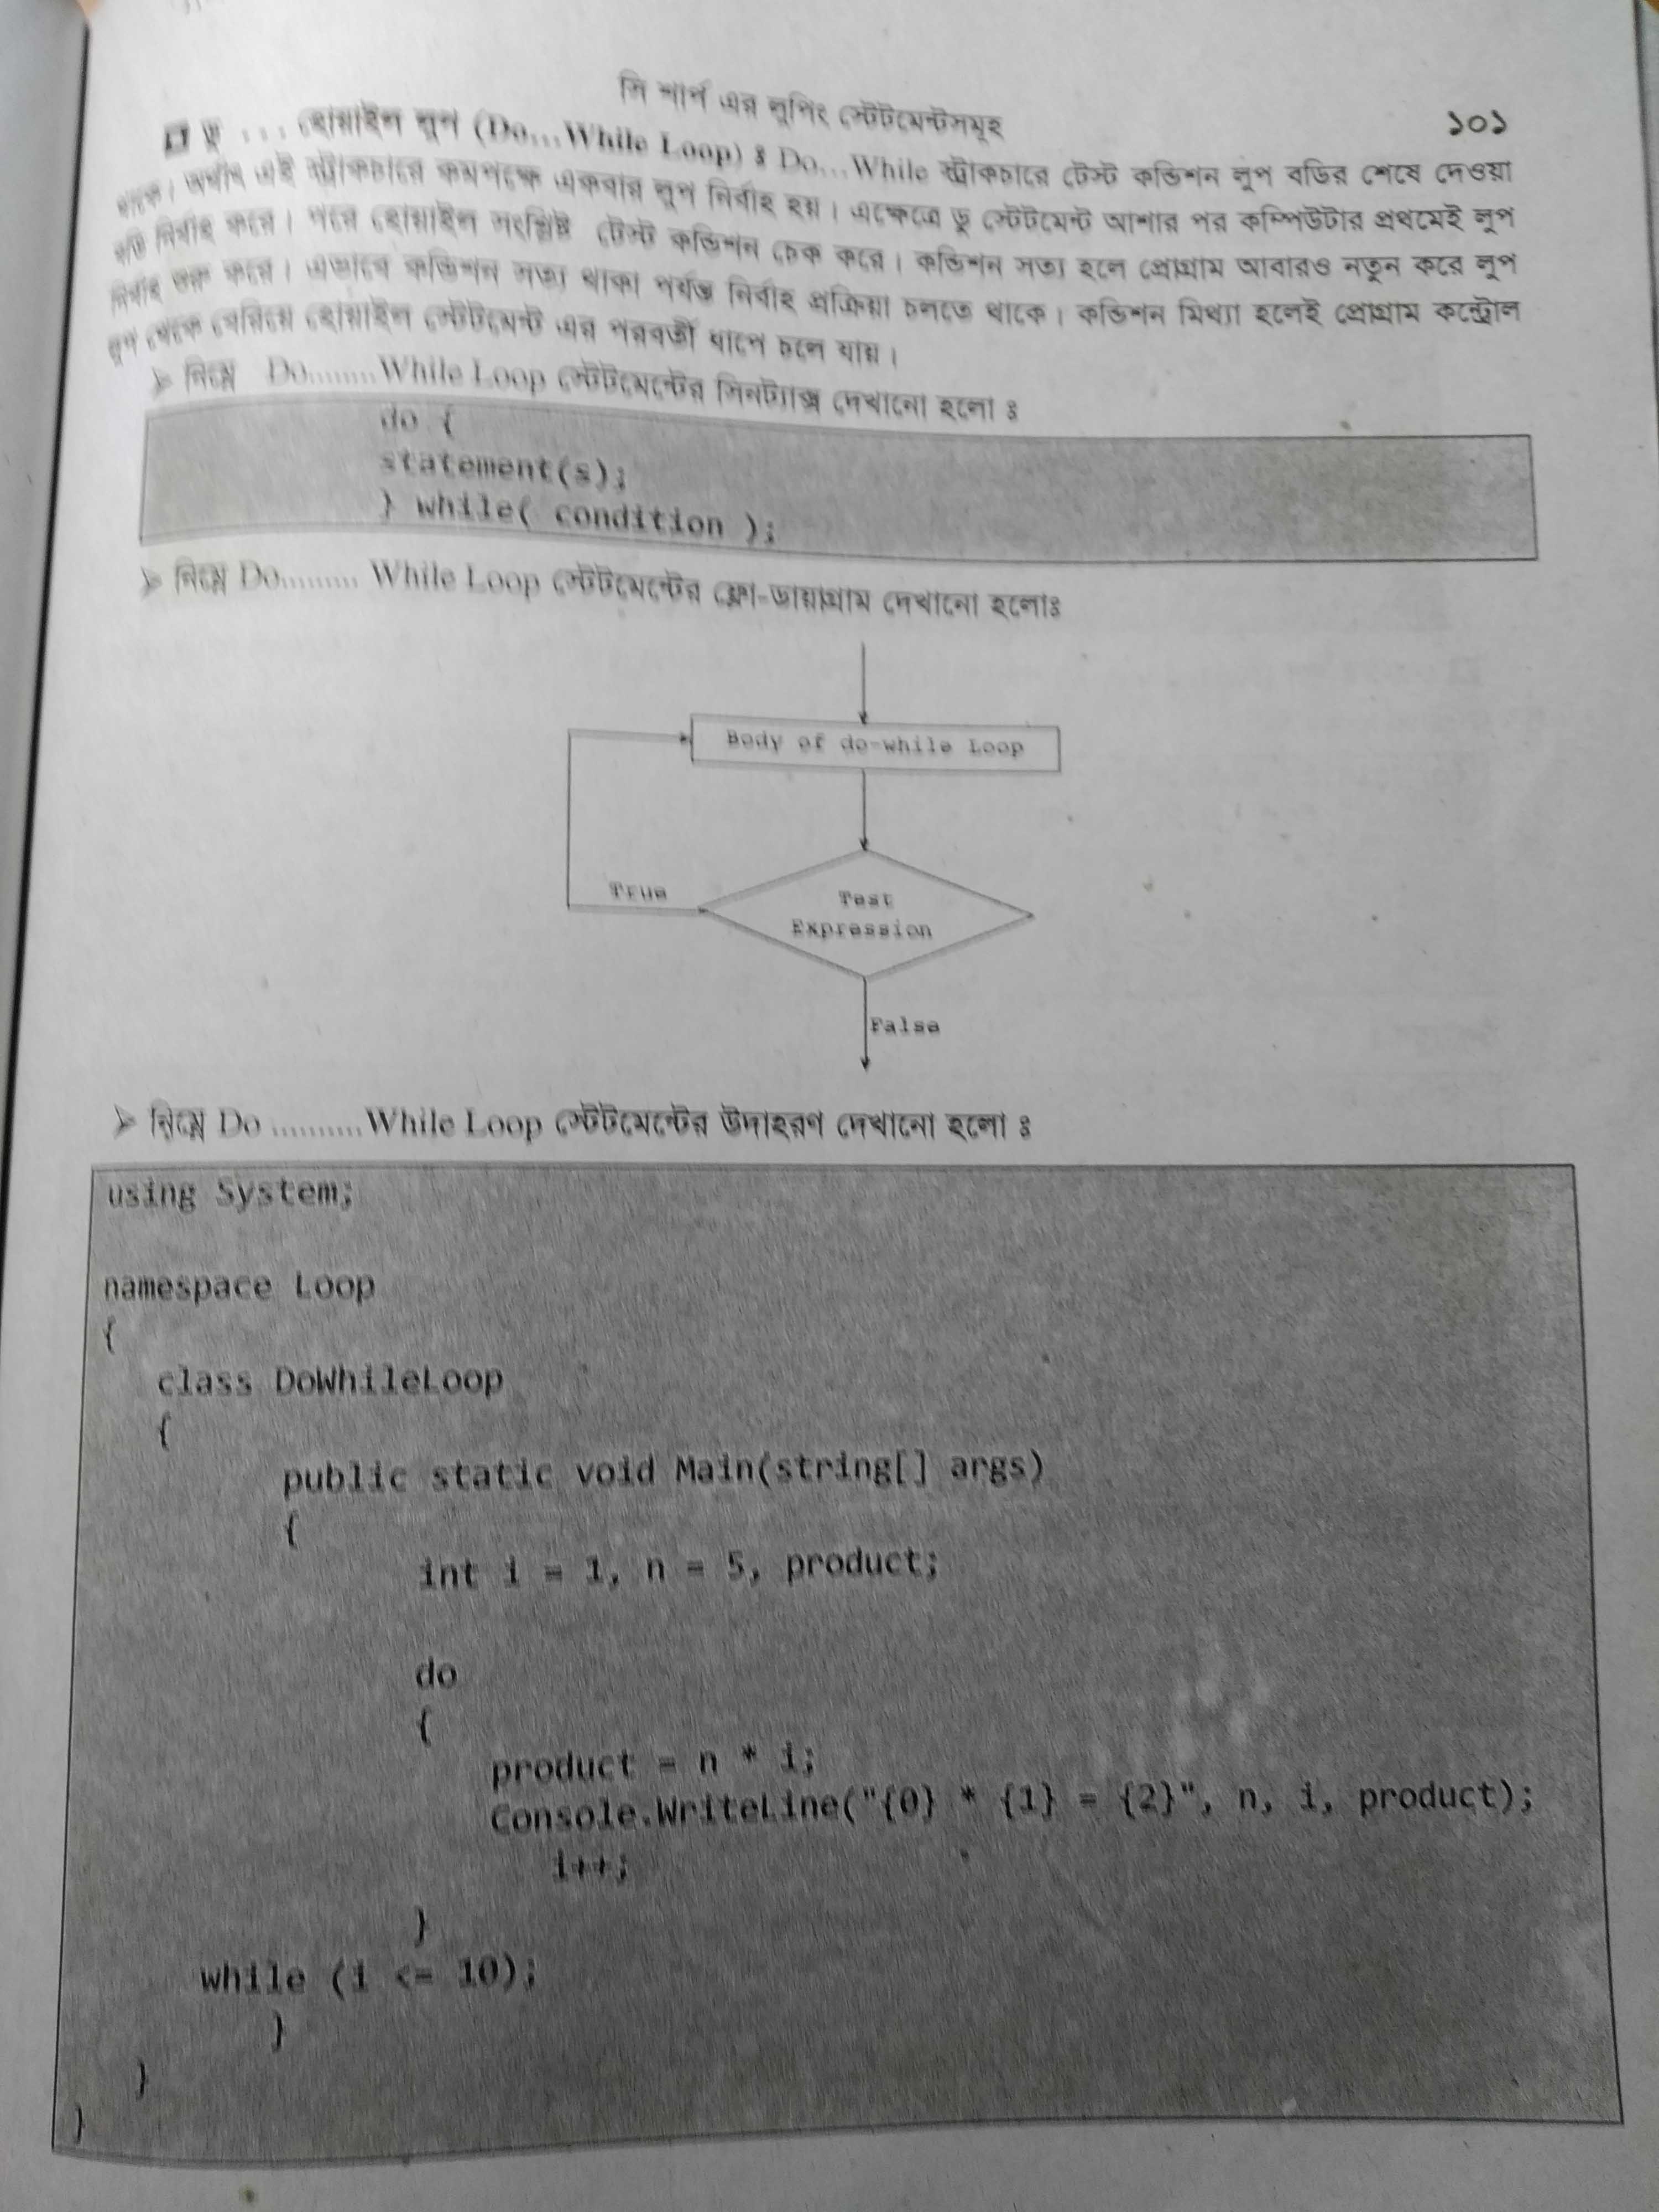 সি শার্প এর লুপিং স্টেটমেন্টসমূহ
১০১
❑ ডু . . . হোয়াইল লুপ (Do...While Loop) ঃ Do...While স্ট্রাকচারে টেস্ট কন্ডিশন লুপ বডির শেষে দেওয়া
থাকে। অর্থাৎ এই স্ট্রাকচারে কমপক্ষে একবার লুপ নির্বাহ হয়। এক্ষেত্রে ডু স্টেটমেন্ট আশার পর কম্পিউটার প্রথমেই লুপ
বডি নির্বাহ করে। পরে হোয়াইল সংশ্লিষ্ট টেস্ট কন্ডিশন চেক করে। কন্ডিশন সত্য হলে প্রোগ্রাম আবারও নতুন করে লুপ
নির্বাহ শুরু করে। এভাবে কন্ডিশন সত্য থাকা পর্যন্ত নির্বাহ প্রক্রিয়া চলতে থাকে। কন্ডিশন মিথ্যা হলেই প্রোগ্রাম কন্ট্রোল
লুপ থেকে বেরিয়ে হোয়াইল স্টেটমেন্ট এর পরবর্তী ধাপে চলে যায়।
➢ নিম্নে Do........While Loop স্টেটমেন্টের সিনট্যাক্স দেখানো হলো ঃ
do {
statement(s);
} while( condition );
➢ নিম্নে Do......... While Loop স্টেটমেন্টের ফ্লো-ডায়াগ্রাম দেখানো হলোঃ
Body of do-while Loop
True
Test
Expression
False
➢ নিম্নে Do ..........While Loop স্টেটমেন্টের উদাহরণ দেখানো হলো ঃ
using System;
namespace Loop
{
class DoWhileLoop
{
public static void Main(string[] args)
{
int i = 1, n = 5, product;
do
{
product = n * i;
Console.WriteLine("{0} * {1} = {2}", n, i, product);
i++;
}
while (i <= 10);
}
}
}